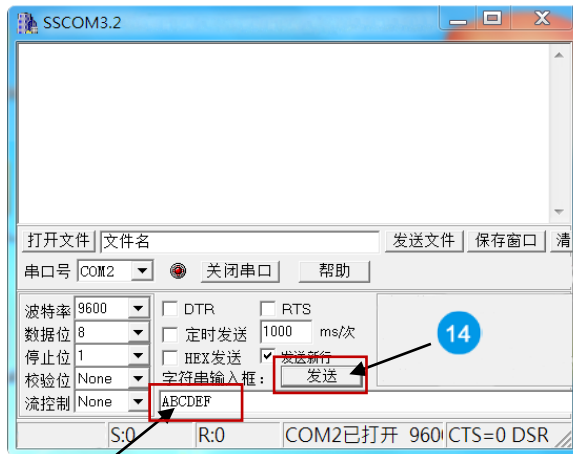 SSCOM3.2
打开文件 文件名 发送文件 保存窗口 清
串口号 COM2 关闭串口 帮助
波特率 9600 DTR RTS
数据位 8 定时发送 1000 ms/次
14
停止位 1 HEX发送 发送新行
校验位 None 字符串输入框： 发送
流控制 None ABCDEF
S:0 R:0 COM2已打开 960 CTS=0 DSR